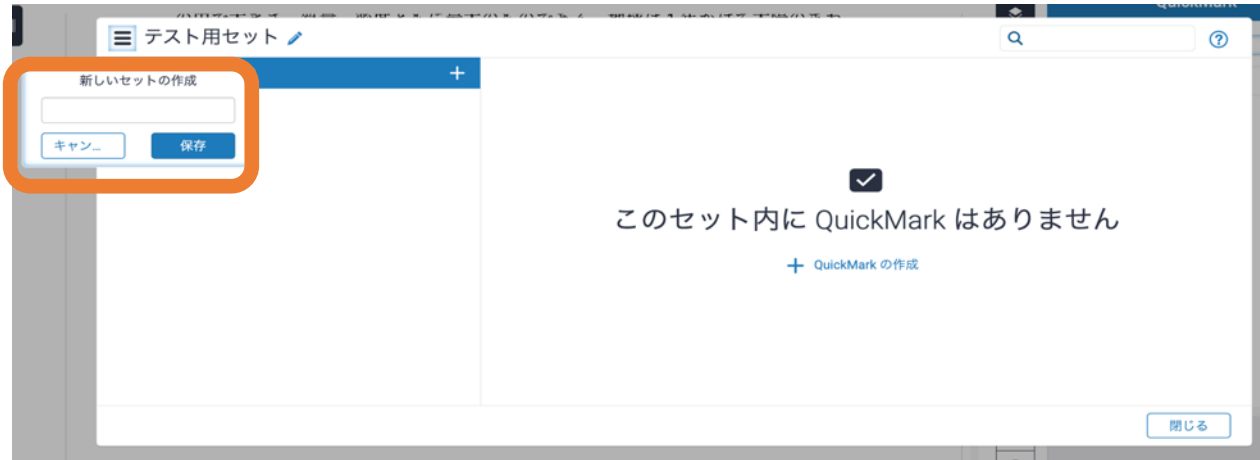 QuickMark
テスト用セット
新しいセットの作成
キャン...
保存
このセット内に QuickMark はありません
QuickMark の作成
閉じる